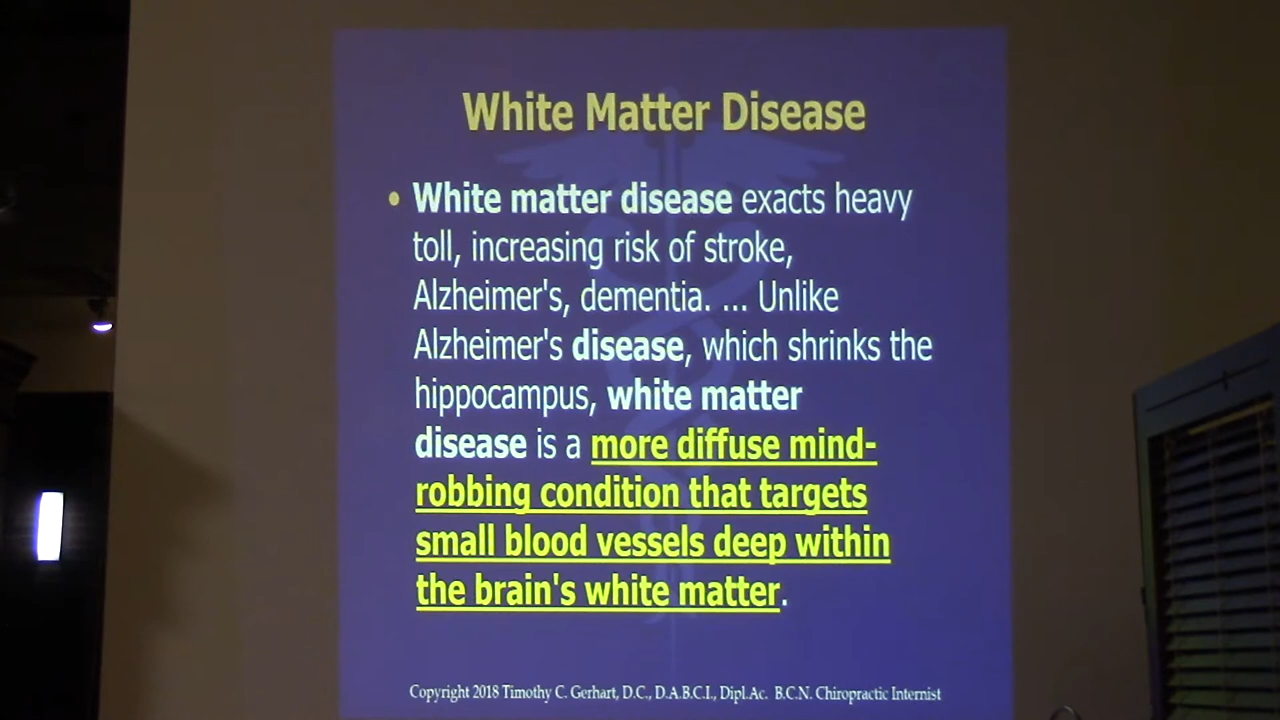 White Matter Disease
• White matter disease exacts heavy
toll, increasing risk of stroke,
Alzheimer's, dementia. ... Unlike
Alzheimer's disease, which shrinks the
hippocampus, white matter
disease is a more diffuse mind-
robbing condition that targets
small blood vessels deep within
the brain's white matter.
Copyright 2018 Timothy C. Gerhart, D.C., D.A.B.C.I., Dipl.Ac. B.C.N. Chiropractic Internist